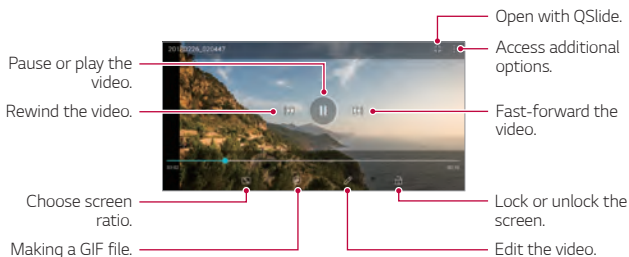 Open with QSlide.
Access additional
options.
Pause or play the
video.
Rewind the video.
Fast-forward the
video.
Choose screen
ratio.
Lock or unlock the
screen.
Making a GIF file.
Edit the video.